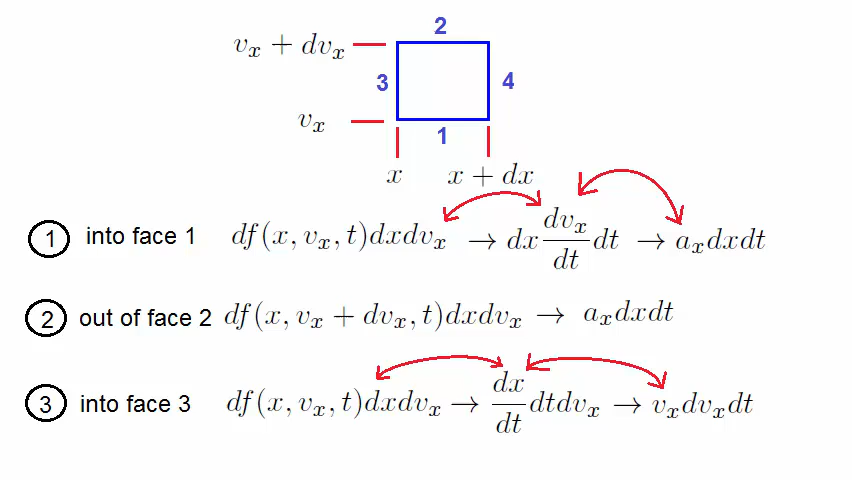 2
v_x + dv_x
3
4
v_x
1
x
x + dx
1 into face 1 df(x, v_x, t)dxdv_x → dx dv_x/dt dt → a_x dxdt
2 out of face 2 df(x, v_x + dv_x, t)dxdv_x → a_x dxdt
3 into face 3 df(x, v_x, t)dxdv_x → dx/dt dtdv_x → v_x dv_x dt